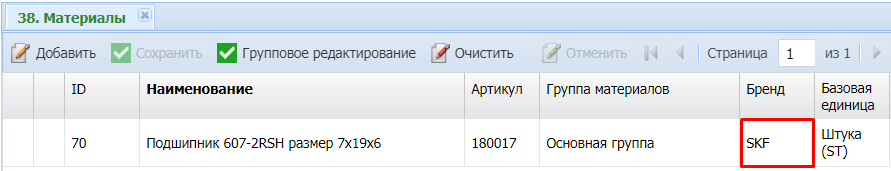 38. Материалы
Добавить Сохранить Групповое редактирование Очистить Отменить Страница 1 из 1
ID Наименование Артикул Группа материалов Бренд Базовая единица
70 Подшипник 607-2RSH размер 7x19x6 180017 Основная группа SKF Штука (ST)